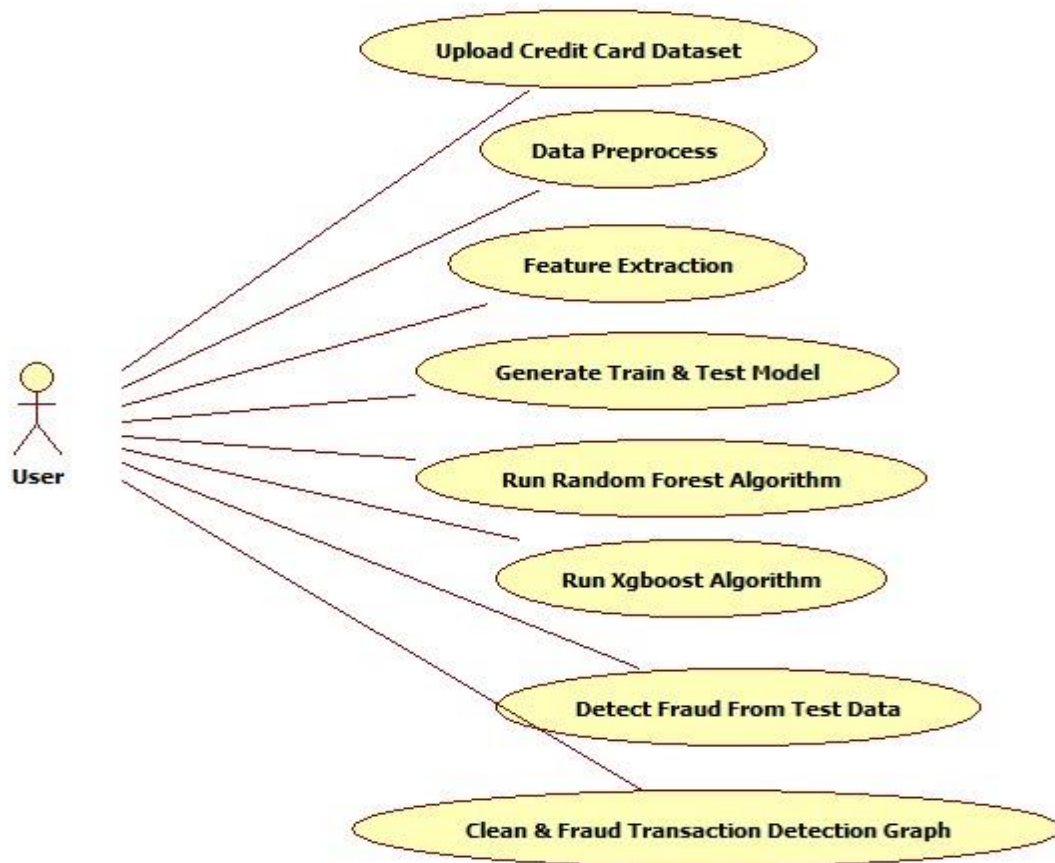 Upload Credit Card Dataset
Data Preprocess
Feature Extraction
Generate Train & Test Model
User
Run Random Forest Algorithm
Run Xgboost Algorithm
Detect Fraud From Test Data
Clean & Fraud Transaction Detection Graph